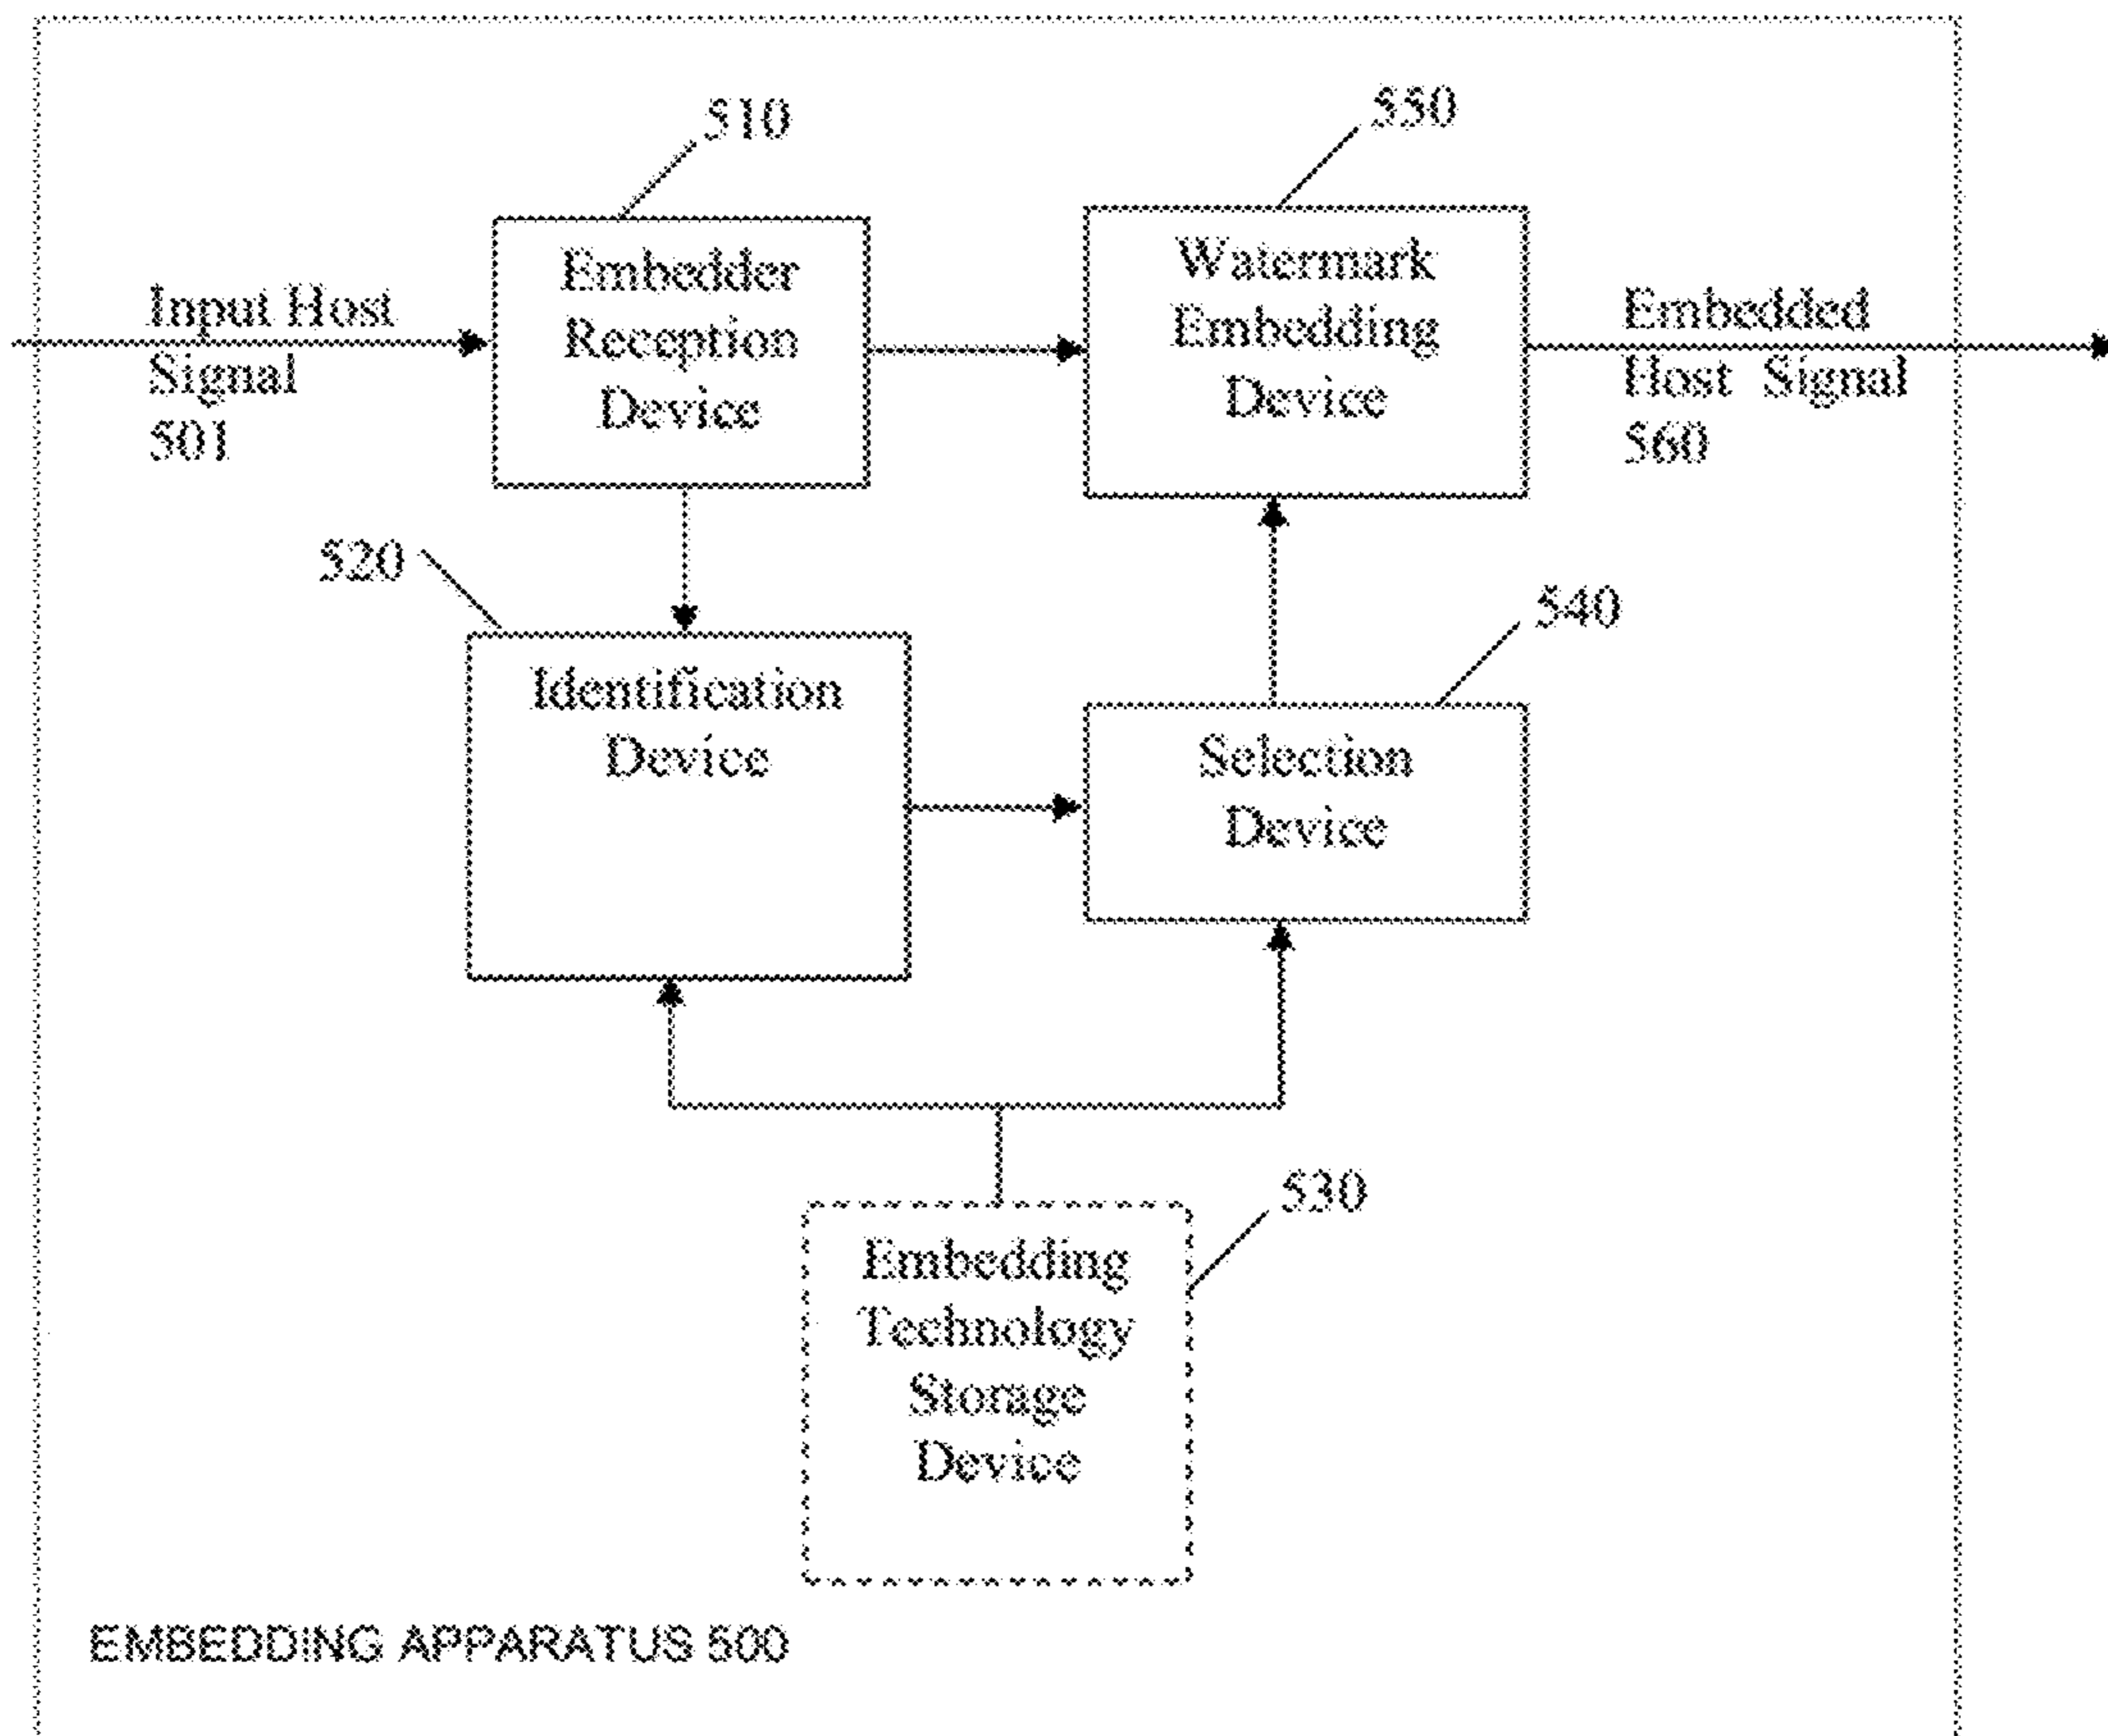 510
550
Input Host
Signal
501
Embedder
Reception
Device
Watermark
Embedding
Device
Embedded
Host Signal
560
520
Identification
Device
540
Selection
Device
530
Embedding
Technology
Storage
Device
EMBEDDING APPARATUS 500